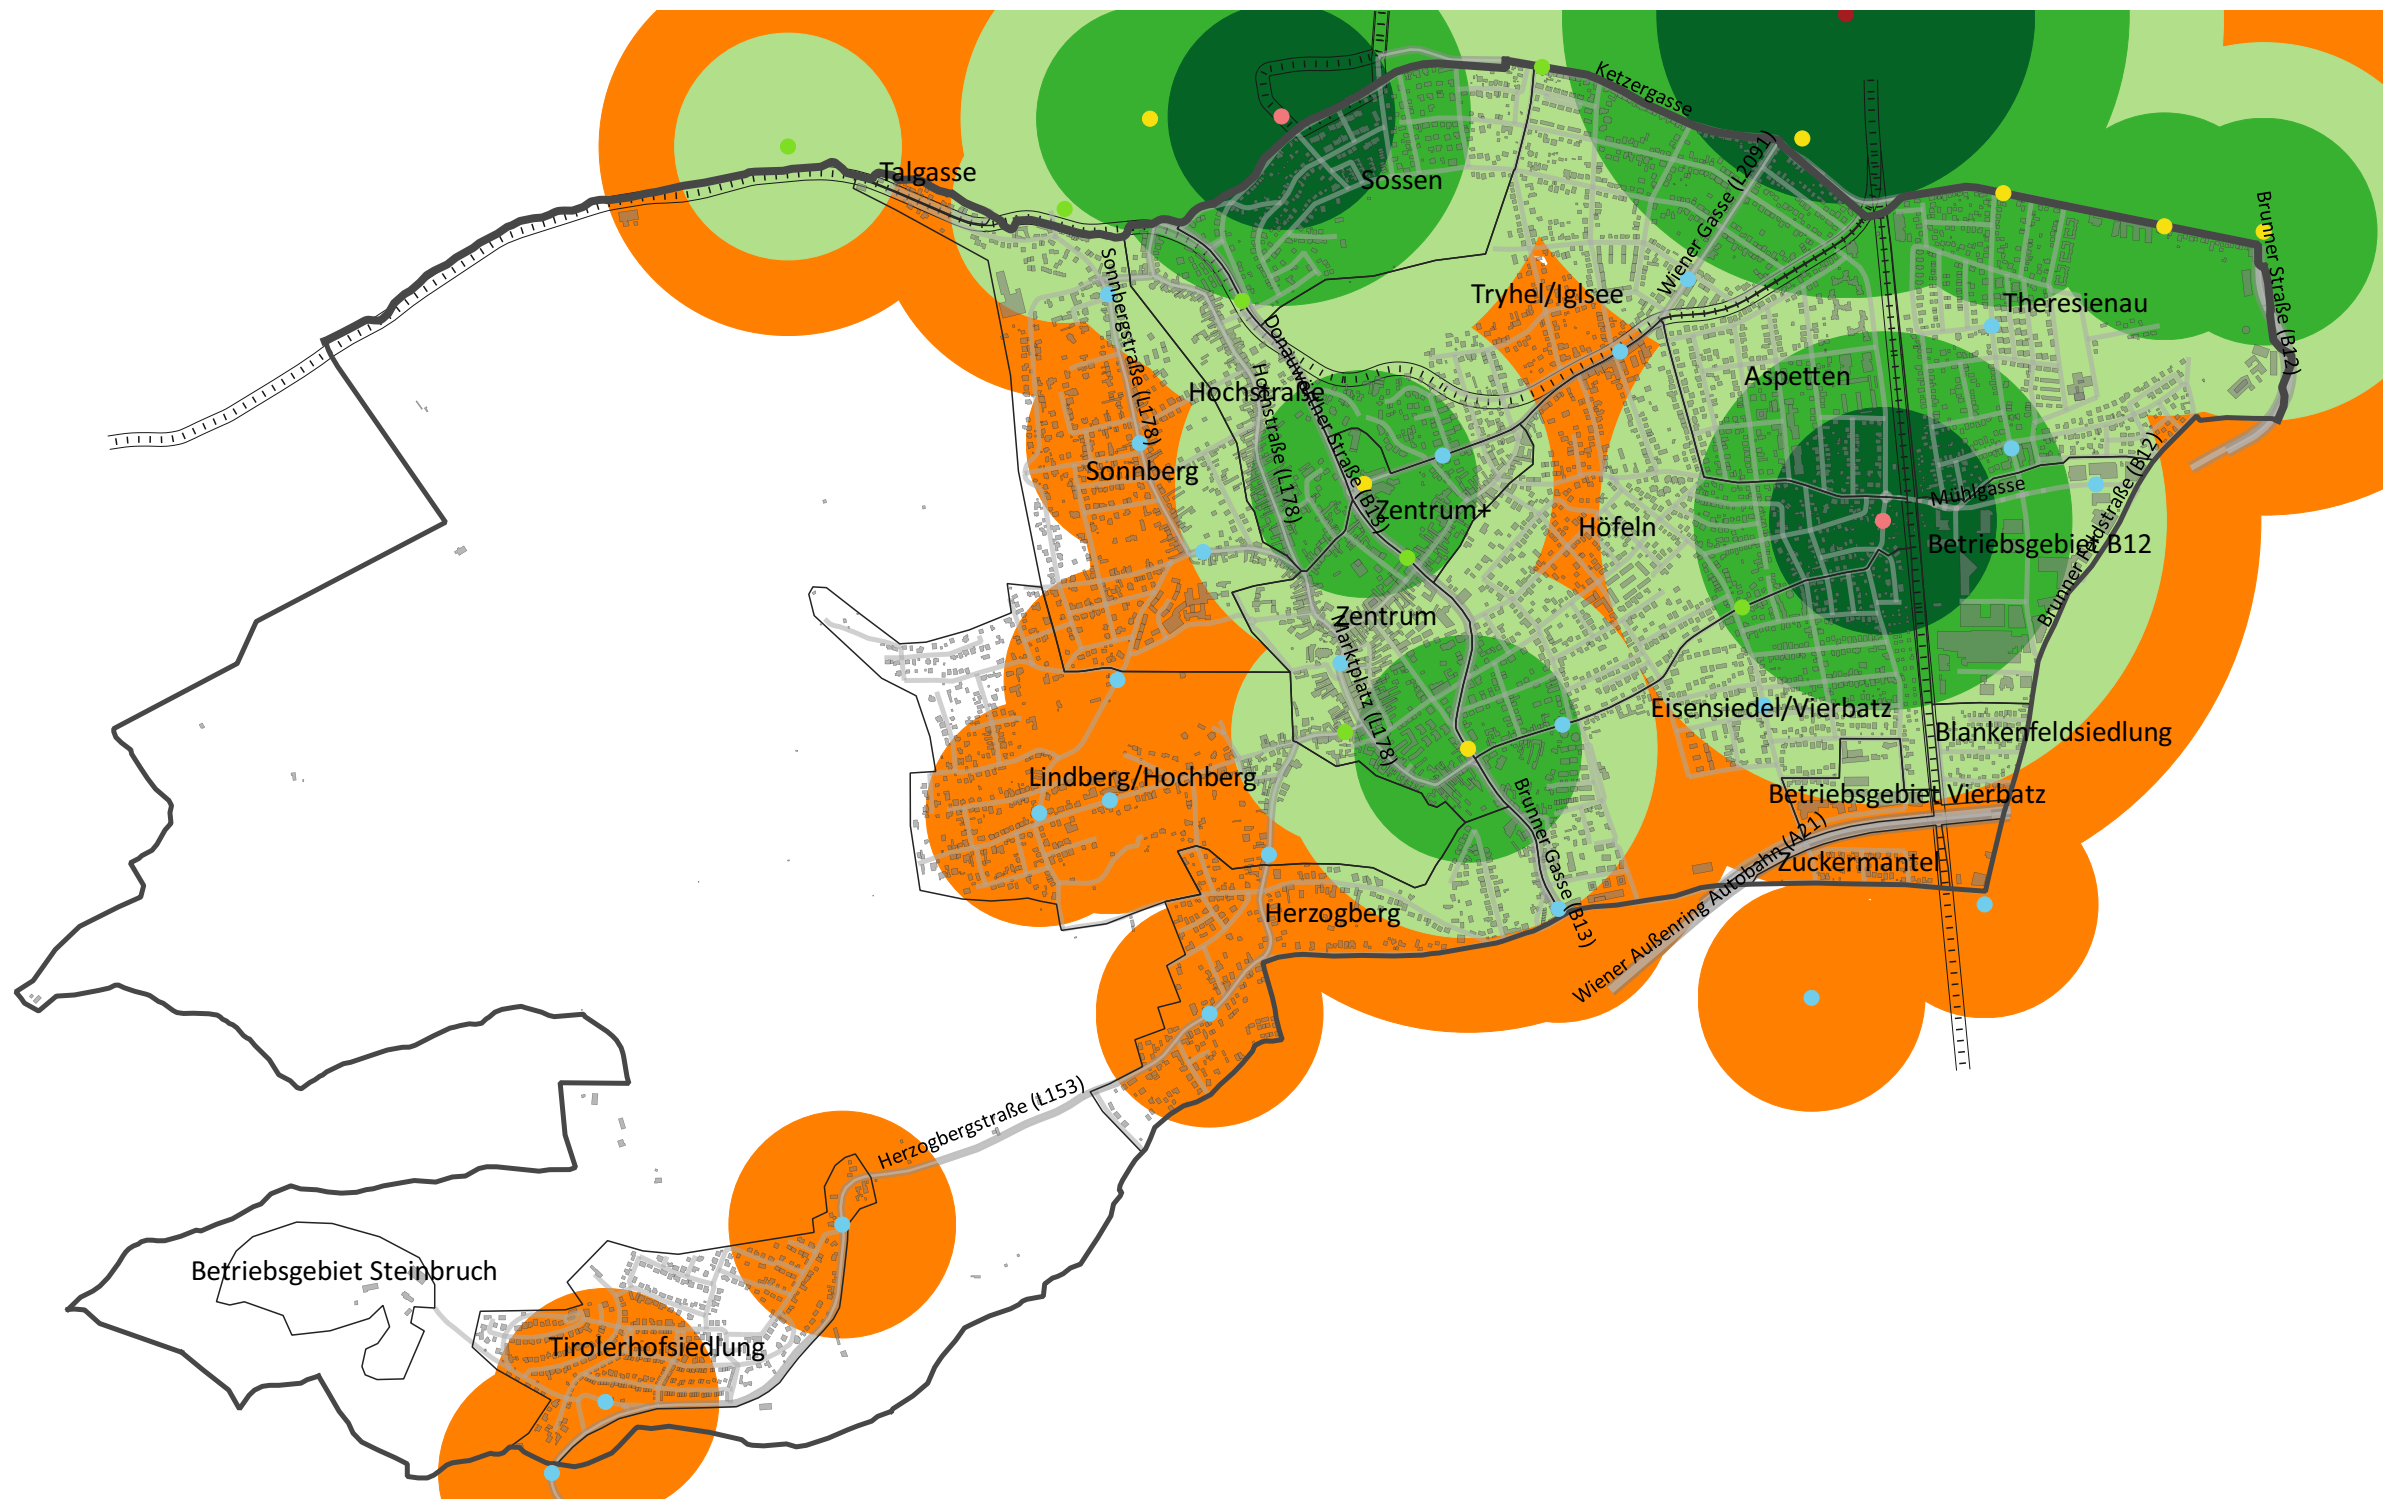 Ketzergasse
Talgasse
Sossen
Wiener Gasse (L2091)
Brunner Straße (B12)
Sonnbergstraße (L178)
Tryhel/Iglsee
Theresienau
Donauwörther Straße (B13)
Hochstraße
Hochstraße (L178)
Aspetten
Sonnberg
Zentrum+
Höfeln
Mühlgasse
Brunner Feldstraße (B12)
Betriebsgebiet B12
Zentrum
Marktplatz (L178)
Eisensiedel/Vierbatz
Blankenfeldsiedlung
Lindberg/Hochberg
Brunner Gasse (B13)
Betriebsgebiet Vierbatz
Zuckermantel
Wiener Außenring Autobahn (A21)
Herzogberg
Herzogbergstraße (L153)
Betriebsgebiet Steinbruch
Tirolerhofsiedlung